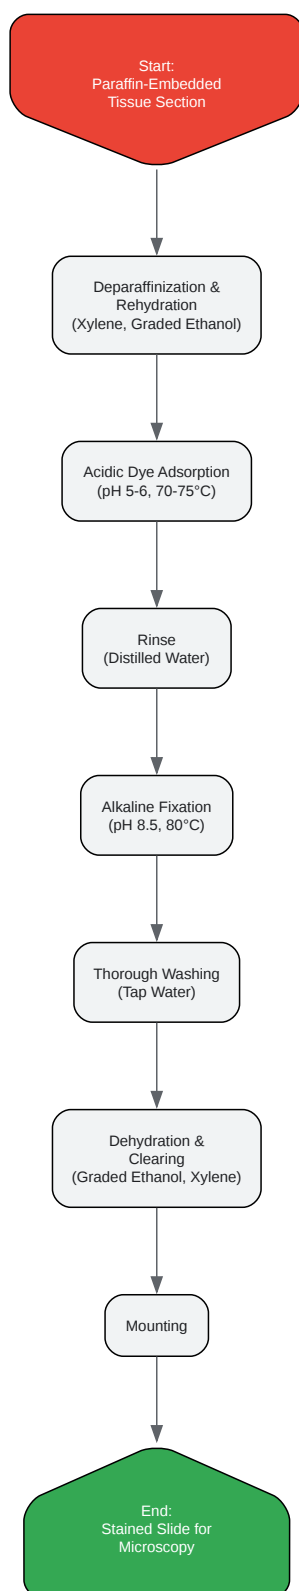 Start:
Paraffin-Embedded
Tissue Section
Deparaffinization &
Rehydration
(Xylene, Graded Ethanol)
Acidic Dye Adsorption
(pH 5-6, 70-75°C)
Rinse
(Distilled Water)
Alkaline Fixation
(pH 8.5, 80°C)
Thorough Washing
(Tap Water)
Dehydration &
Clearing
(Graded Ethanol, Xylene)
Mounting
End:
Stained Slide for
Microscopy